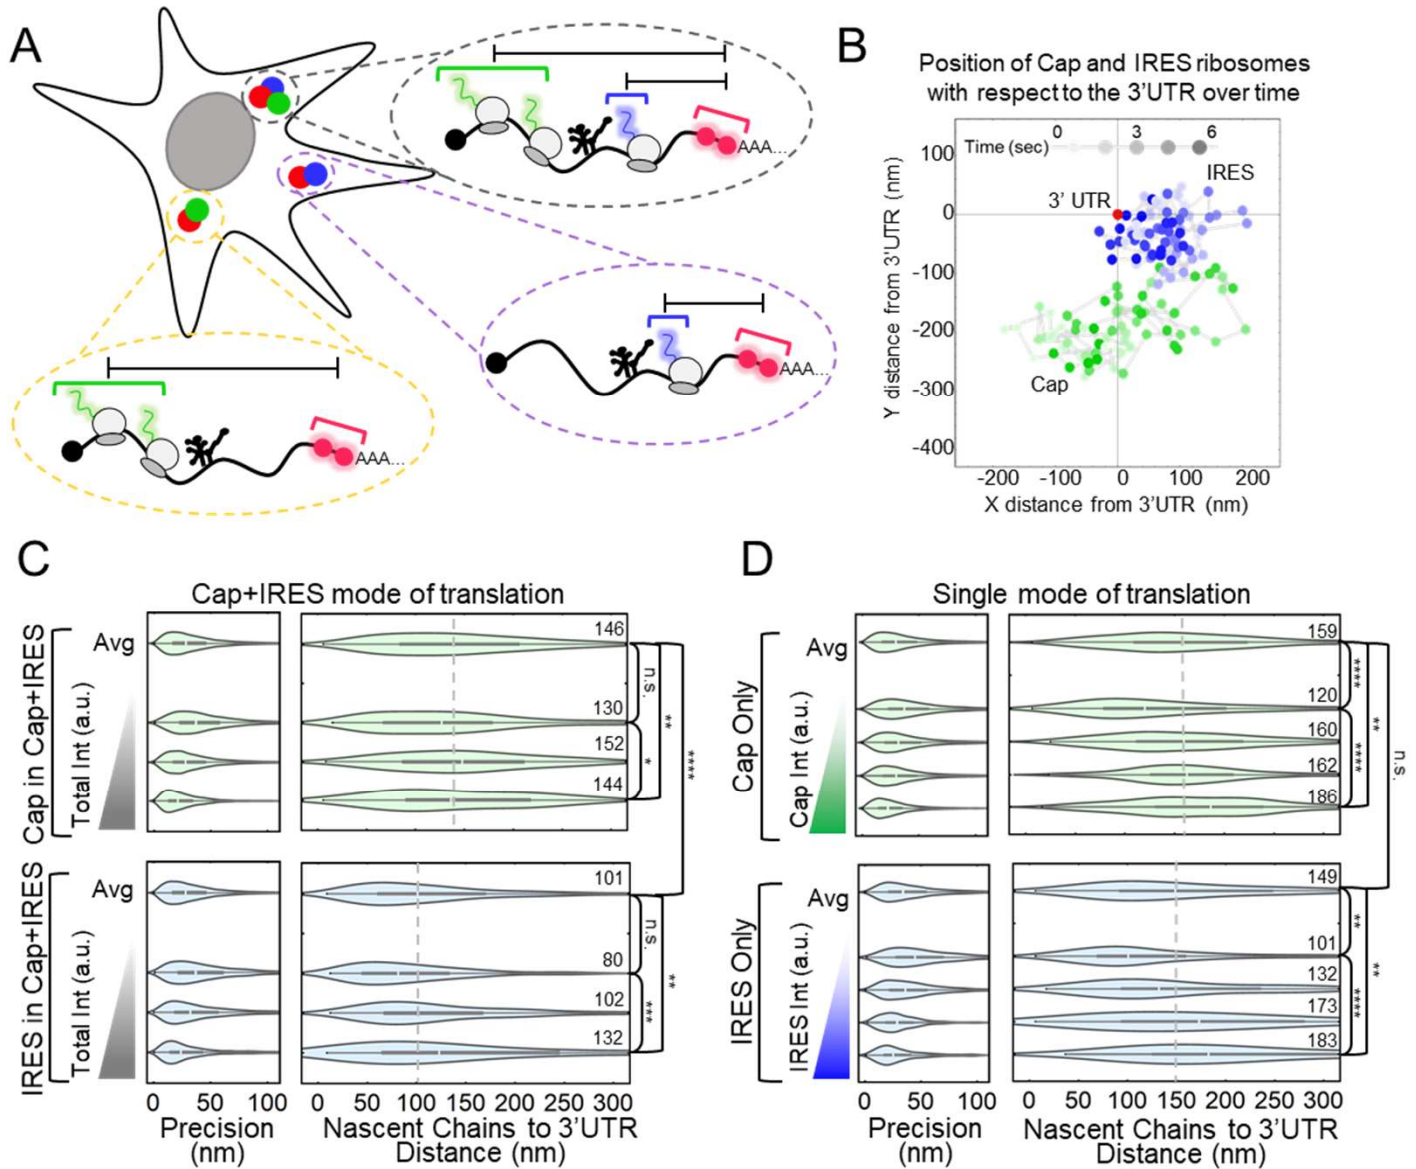 A
AAA...
AAA...
AAA...
B
Position of Cap and IRES ribosomes
with respect to the 3'UTR over time
0 3 6
Time (sec)
IRES
3' UTR
Cap
Y distance from 3'UTR (nm)
100
0
-100
-200
-300
-400
-200 -100 0 100 200
X distance from 3'UTR (nm)
C
Cap+IRES mode of translation
Cap in Cap+IRES
Avg
Total Int (a.u.)
146
130
152
144
n.s.
*
**
****
IRES in Cap+IRES
Avg
Total Int (a.u.)
101
80
102
132
n.s.
***
**
0 50 100
Precision
(nm)
0 50 100 150 200 250 300
Nascent Chains to 3'UTR
Distance (nm)
D
Single mode of translation
Cap Only
Avg
Cap Int (a.u.)
159
120
160
162
186
****
****
**
n.s.
IRES Only
Avg
IRES Int (a.u.)
149
101
132
173
183
**
****
**
0 50 100
Precision
(nm)
0 50 100 150 200 250 300
Nascent Chains to 3'UTR
Distance (nm)